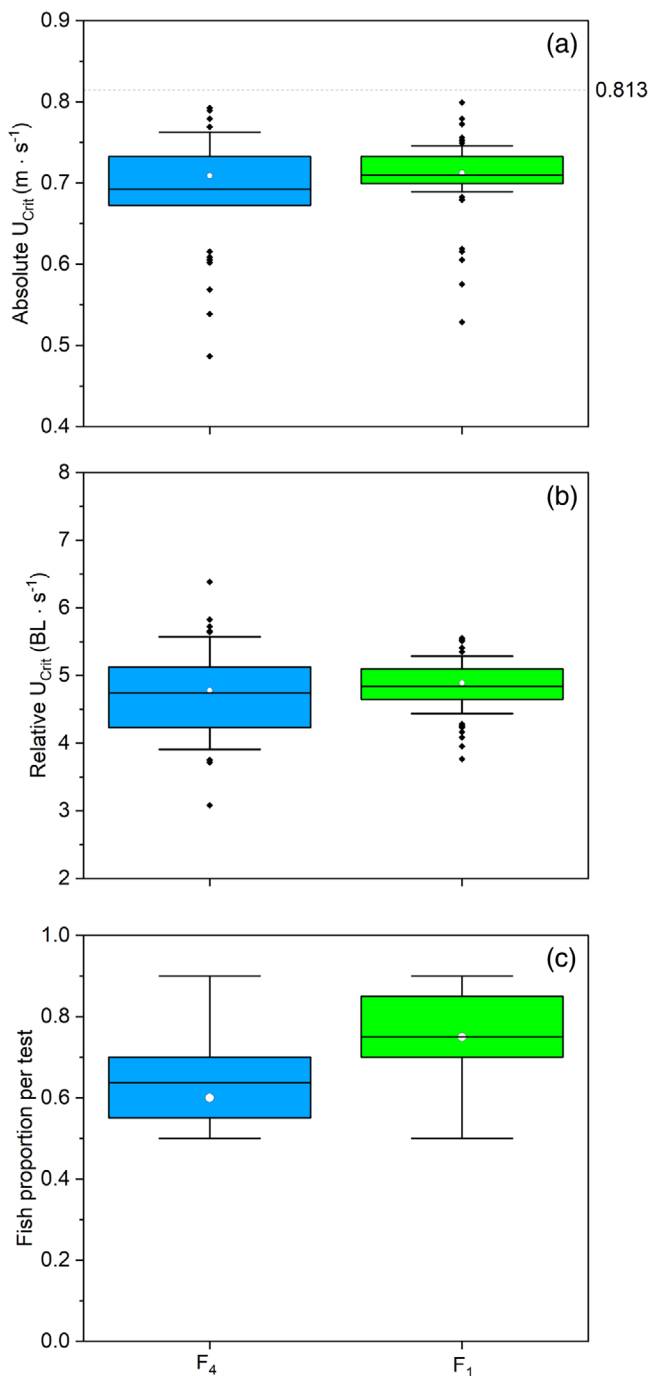 (a)
0.9
0.8
0.7
0.6
0.5
0.4
Absolute U_Crit (m · s⁻¹)
0.813
(b)
8
7
6
5
4
3
2
Relative U_Crit (BL · s⁻¹)
(c)
1.0
0.8
0.6
0.4
0.2
0.0
Fish proportion per test
F₄ F₁